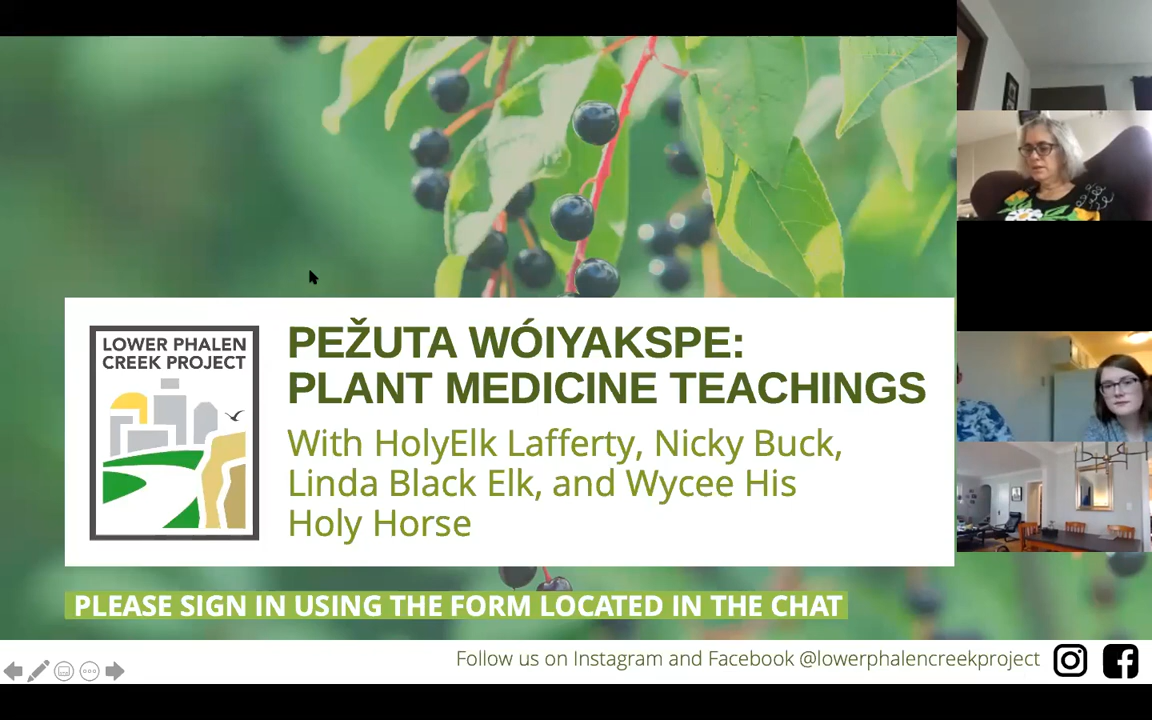 LOWER PHALEN
CREEK PROJECT
PEŽUTA WÓIYAKSPE:
PLANT MEDICINE TEACHINGS
With HolyElk Lafferty, Nicky Buck,
Linda Black Elk, and Wycee His
Holy Horse
PLEASE SIGN IN USING THE FORM LOCATED IN THE CHAT
Follow us on Instagram and Facebook @lowerphalencreekproject